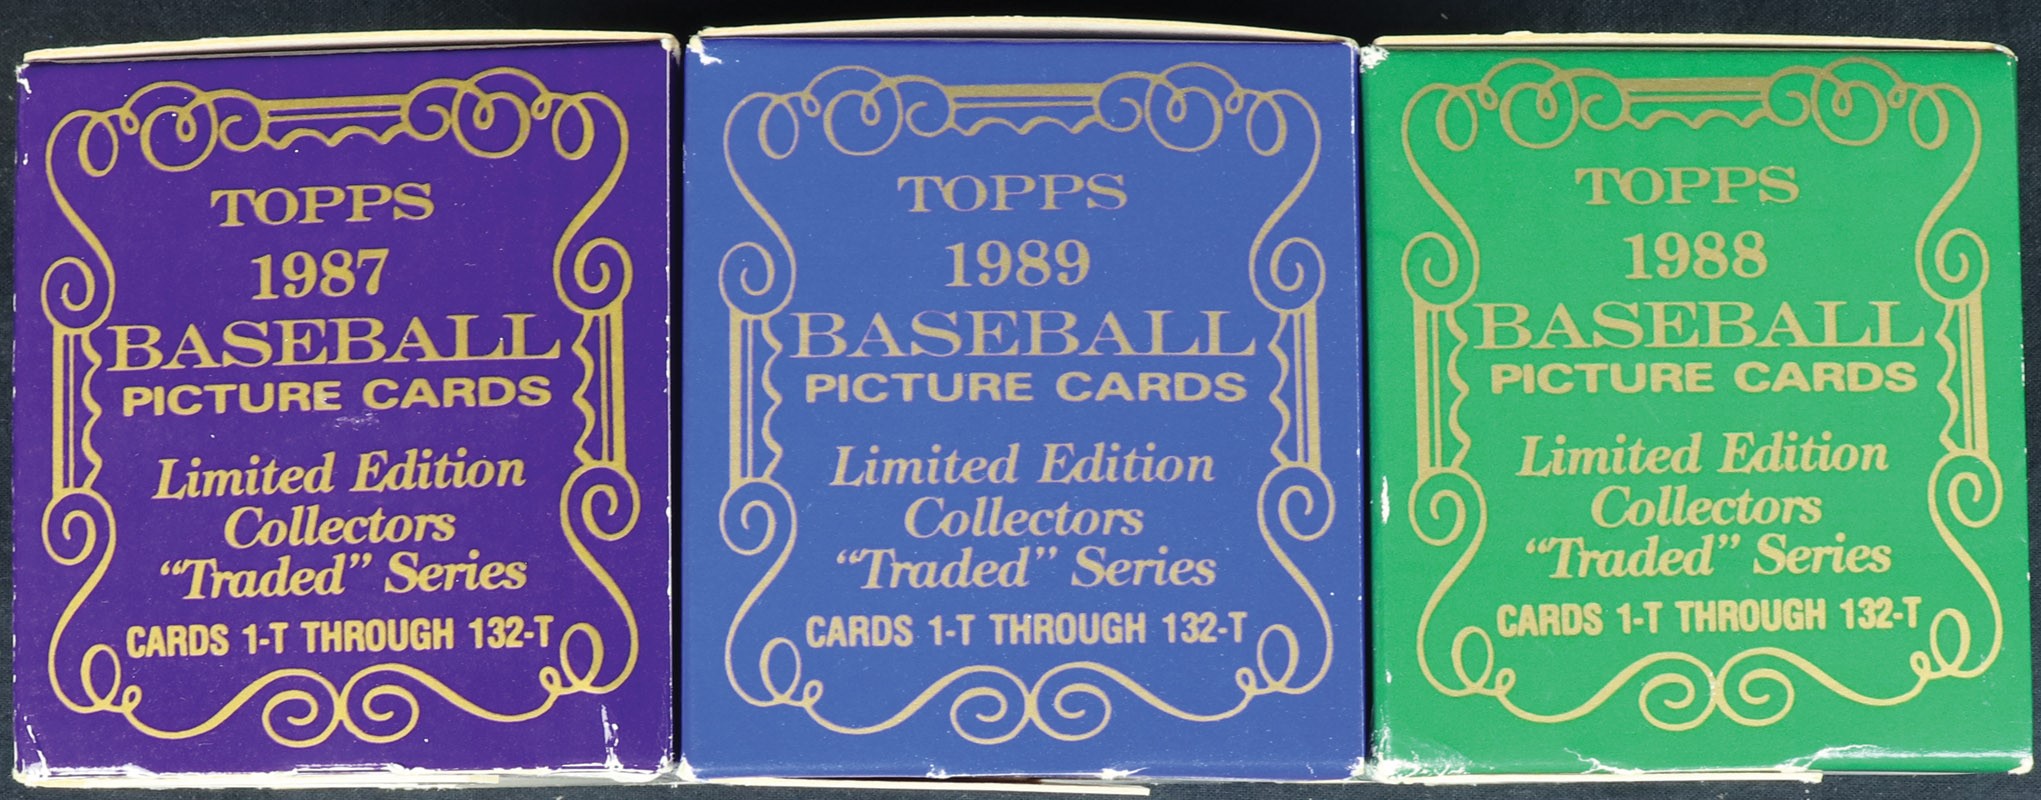 TOPPS
1987
BASEBALL
PICTURE CARDS
Limited Edition
Collectors
“Traded” Series
CARDS 1-T THROUGH 132-T
TOPPS
1989
BASEBALL
PICTURE CARDS
Limited Edition
Collectors
“Traded” Series
CARDS 1-T THROUGH 132-T
TOPPS
1988
BASEBALL
PICTURE CARDS
Limited Edition
Collectors
“Traded” Series
CARDS 1-T THROUGH 132-T